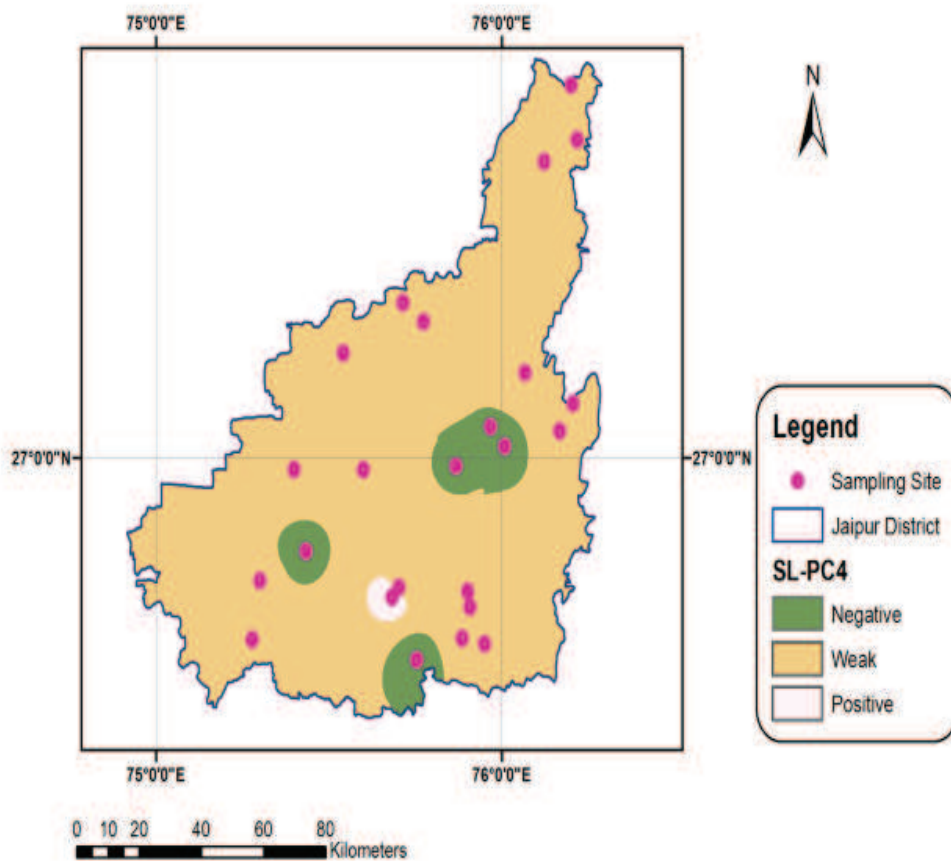 75°0'0"E 76°0'0"E
N
27°0'0"N 27°0'0"N
Legend
Sampling Site
Jaipur District
SL-PC4
Negative
Weak
Positive
75°0'0"E 76°0'0"E
0 10 20 40 60 80
Kilometers